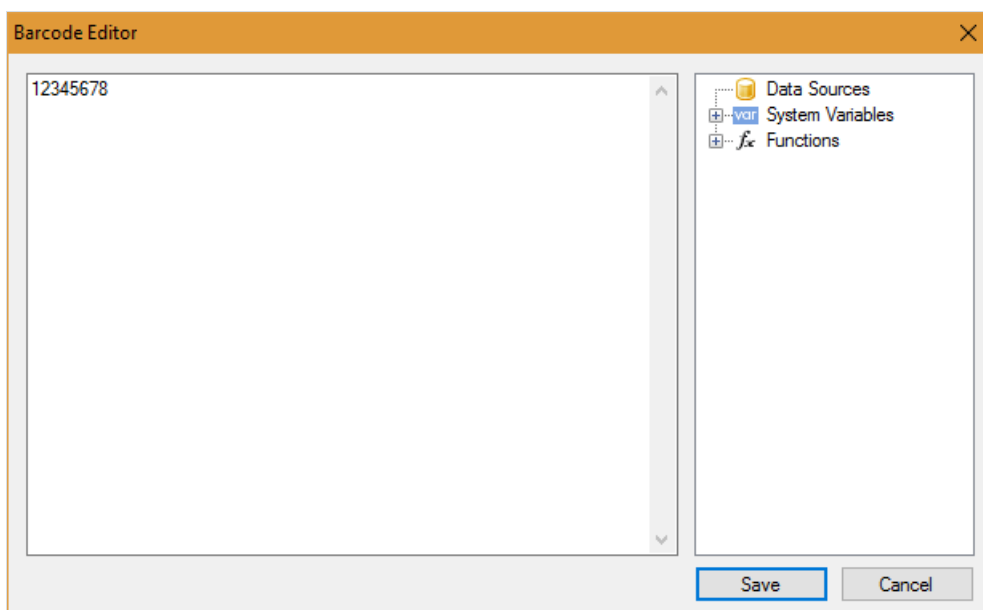 Barcode Editor
12345678
Data Sources
var System Variables
fx Functions
Save Cancel